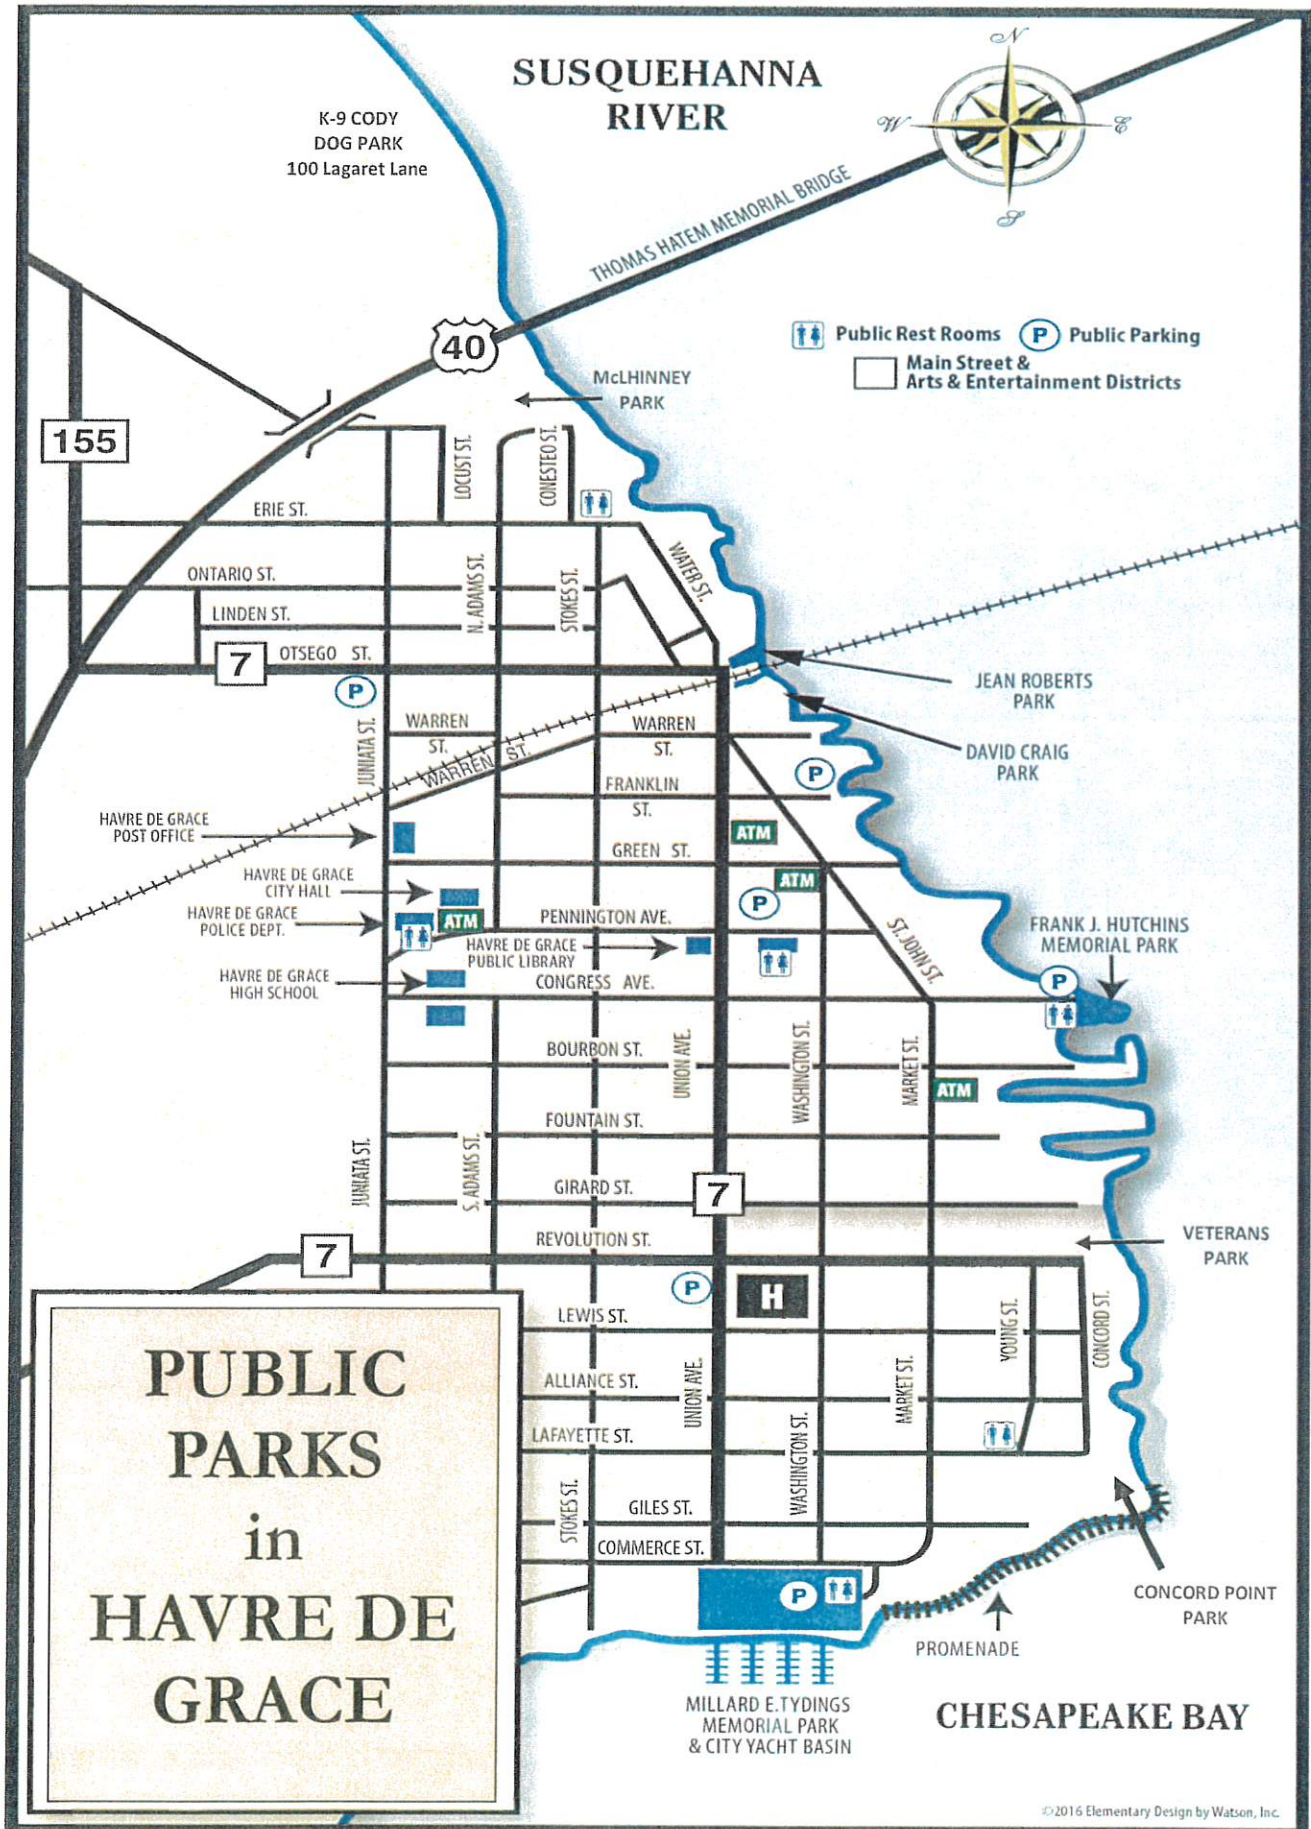 SUSQUEHANNA
RIVER
N
W
E
S
K-9 CODY
DOG PARK
100 Lagaret Lane
THOMAS HATEM MEMORIAL BRIDGE
Public Rest Rooms
P Public Parking
Main Street &
Arts & Entertainment Districts
40
McLHINNEY
PARK
155
LOCUST ST.
CONESTEO ST.
ERIE ST.
WATER ST.
ONTARIO ST.
N. ADAMS ST.
STOKES ST.
LINDEN ST.
7
OTSEGO ST.
P
JEAN ROBERTS
PARK
JUNIATA ST.
WARREN
ST.
WARREN
ST.
WARREN ST.
DAVID CRAIG
PARK
P
FRANKLIN
ST.
HAVRE DE GRACE
POST OFFICE
ATM
GREEN ST.
HAVRE DE GRACE
CITY HALL
ATM
P
HAVRE DE GRACE
POLICE DEPT.
ATM
PENNINGTON AVE.
ST. JOHN ST.
FRANK J. HUTCHINS
MEMORIAL PARK
HAVRE DE GRACE
PUBLIC LIBRARY
HAVRE DE GRACE
HIGH SCHOOL
CONGRESS AVE.
P
BOURBON ST.
UNION AVE.
WASHINGTON ST.
MARKET ST.
ATM
FOUNTAIN ST.
JUNIATA ST.
S. ADAMS ST.
GIRARD ST.
7
REVOLUTION ST.
7
VETERANS
PARK
P
H
LEWIS ST.
YOUNG ST.
CONCORD ST.
ALLIANCE ST.
UNION AVE.
MARKET ST.
LAFAYETTE ST.
WASHINGTON ST.
STOKES ST.
GILES ST.
COMMERCE ST.
P
CONCORD POINT
PARK
PROMENADE
MILLARD E. TYDINGS
MEMORIAL PARK
& CITY YACHT BASIN
CHESAPEAKE BAY
PUBLIC
PARKS
in
HAVRE DE
GRACE
©2016 Elementary Design by Watson, Inc.